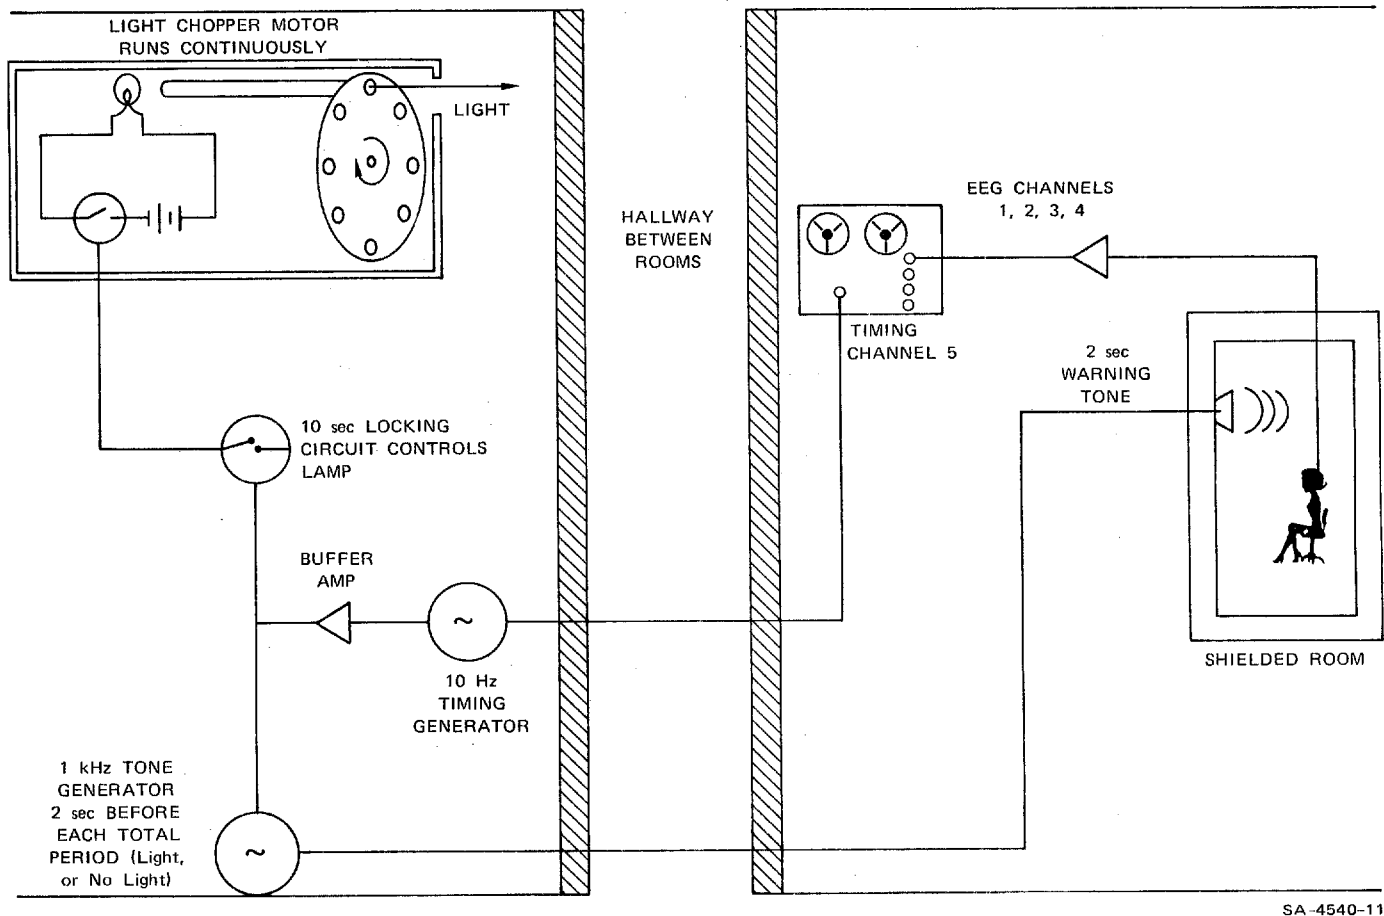 LIGHT CHOPPER MOTOR
RUNS CONTINUOUSLY
LIGHT
HALLWAY
BETWEEN
ROOMS
EEG CHANNELS
1, 2, 3, 4
TIMING
CHANNEL 5
2 sec
WARNING
TONE
10 sec LOCKING
CIRCUIT CONTROLS
LAMP
BUFFER
AMP
~
10 Hz
TIMING
GENERATOR
SHIELDED ROOM
1 kHz TONE
GENERATOR
2 sec BEFORE
EACH TOTAL
PERIOD (Light,
or No Light)
~
SA-4540-11